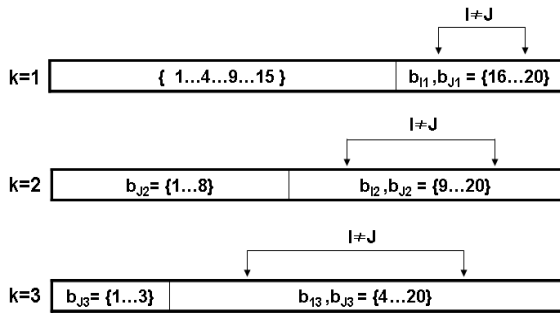 I≠J
k=1 { 1...4...9...15 } b_I1 ,b_J1 = {16...20}
I≠J
k=2 b_J2= {1...8} b_I2 ,b_J2 = {9...20}
I≠J
k=3 b_J3= {1...3} b_13 ,b_J3 = {4...20}